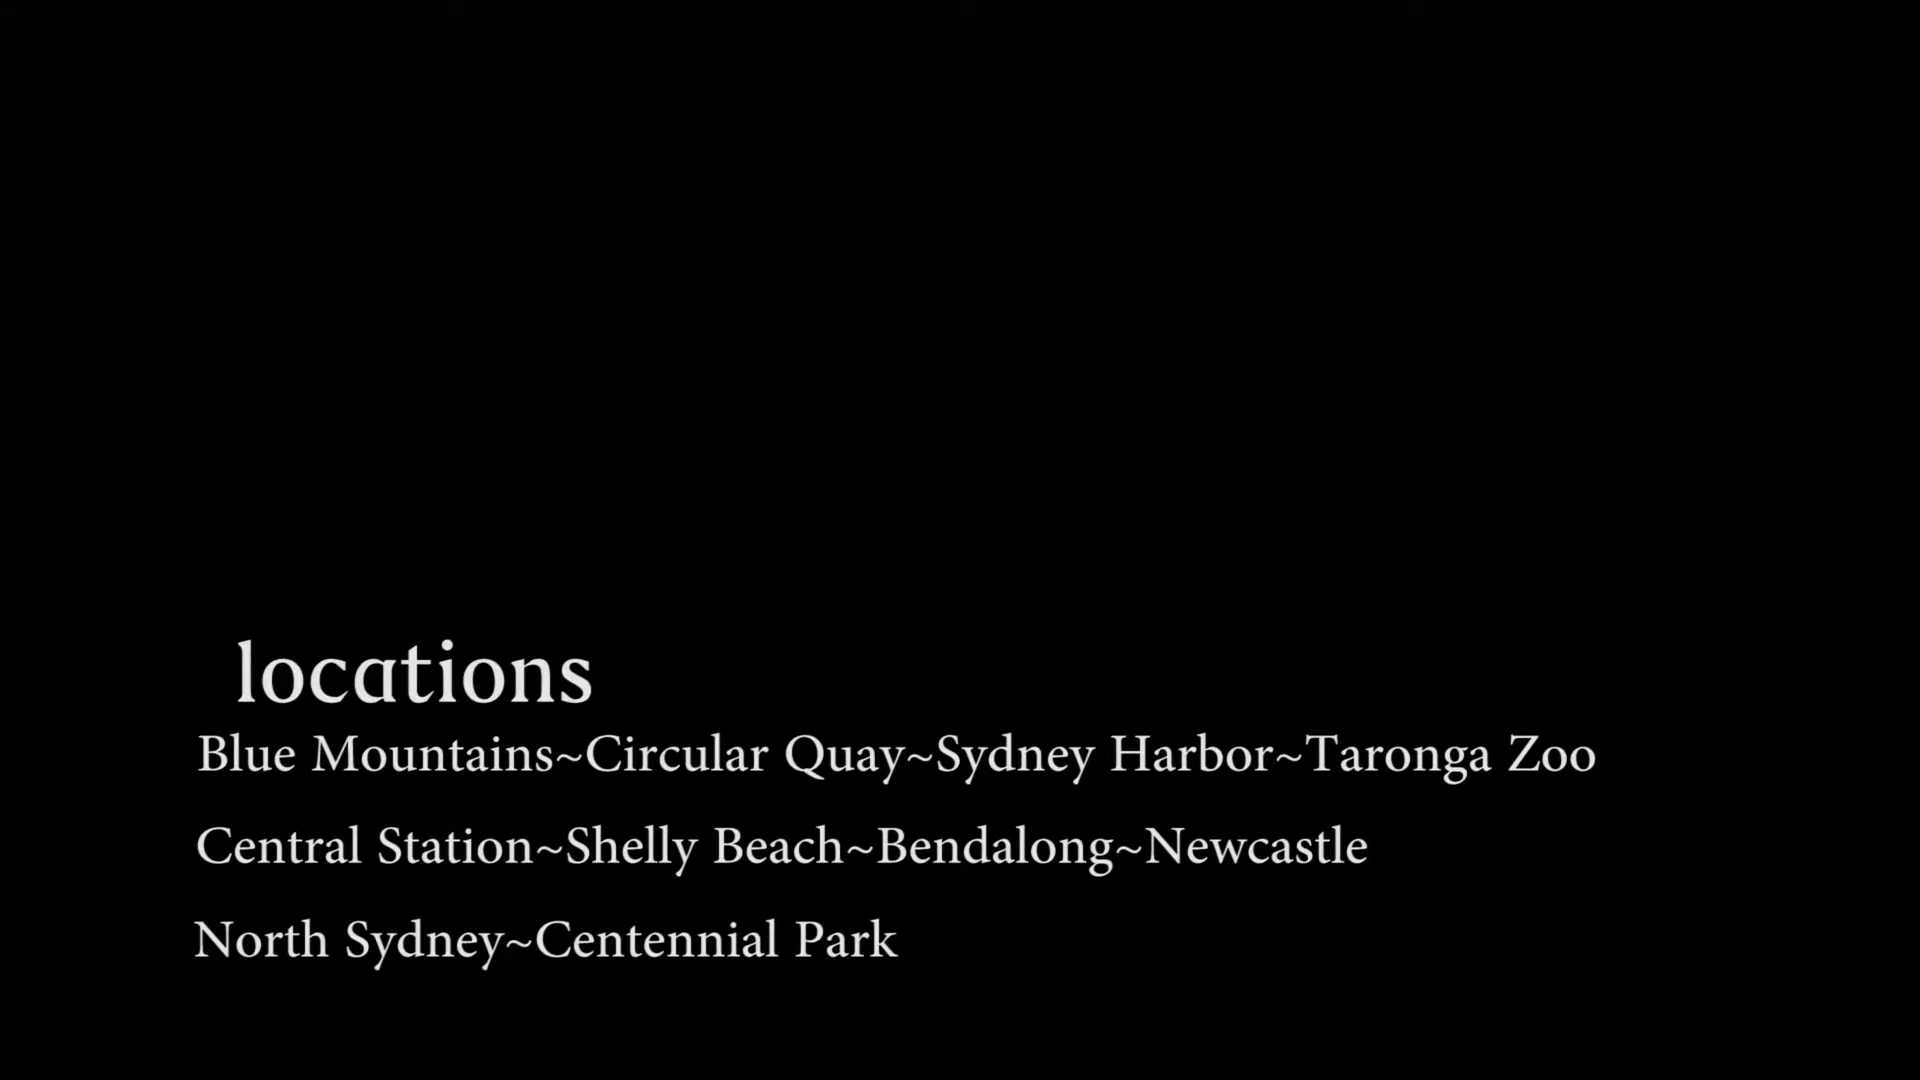 locations
Blue Mountains~Circular Quay~Sydney Harbor~Taronga Zoo
Central Station~Shelly Beach~Bendalong~Newcastle
North Sydney~Centennial Park